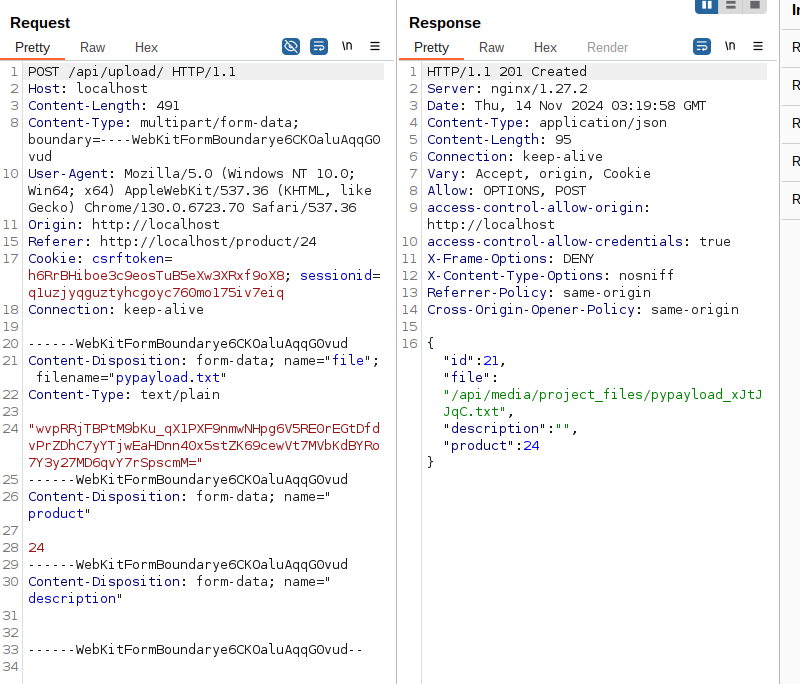 Request
Pretty Raw Hex \n
1 POST /api/upload/ HTTP/1.1
2 Host: localhost
3 Content-Length: 491
8 Content-Type: multipart/form-data;
boundary=----WebKitFormBoundarye6CKOaluAqqG0
vud
10 User-Agent: Mozilla/5.0 (Windows NT 10.0;
Win64; x64) AppleWebKit/537.36 (KHTML, like
Gecko) Chrome/130.0.6723.70 Safari/537.36
11 Origin: http://localhost
15 Referer: http://localhost/product/24
17 Cookie: csrftoken=
h6RrBHiboe3c9eosTuB5eXw3XRxf9oX8; sessionid=
q1uzjyqguztyhcgoyc760mo175iv7eiq
18 Connection: keep-alive
19
20 ------WebKitFormBoundarye6CKOaluAqqG0vud
21 Content-Disposition: form-data; name="file";
filename="pypayload.txt"
22 Content-Type: text/plain
23
24 "wvpRRjTBPtM9bKu_qX1PXF9nmwNHpg6V5RE0rEGtDfd
vPrZDhC7yYTjwEaHDnn40x5stZK69cewVt7MVbKdBYRo
7Y3y27MD6qvY7rSpscmM="
25 ------WebKitFormBoundarye6CKOaluAqqG0vud
26 Content-Disposition: form-data; name="
product"
27
28 24
29 ------WebKitFormBoundarye6CKOaluAqqG0vud
30 Content-Disposition: form-data; name="
description"
31
32
33 ------WebKitFormBoundarye6CKOaluAqqG0vud--
34
Response
Pretty Raw Hex Render \n
1 HTTP/1.1 201 Created
2 Server: nginx/1.27.2
3 Date: Thu, 14 Nov 2024 03:19:58 GMT
4 Content-Type: application/json
5 Content-Length: 95
6 Connection: keep-alive
7 Vary: Accept, origin, Cookie
8 Allow: OPTIONS, POST
9 access-control-allow-origin:
http://localhost
10 access-control-allow-credentials: true
11 X-Frame-Options: DENY
12 X-Content-Type-Options: nosniff
13 Referrer-Policy: same-origin
14 Cross-Origin-Opener-Policy: same-origin
15
16 {
"id":21,
"file":
"/api/media/project_files/pypayload_xJtJ
JqC.txt",
"description":"",
"product":24
}